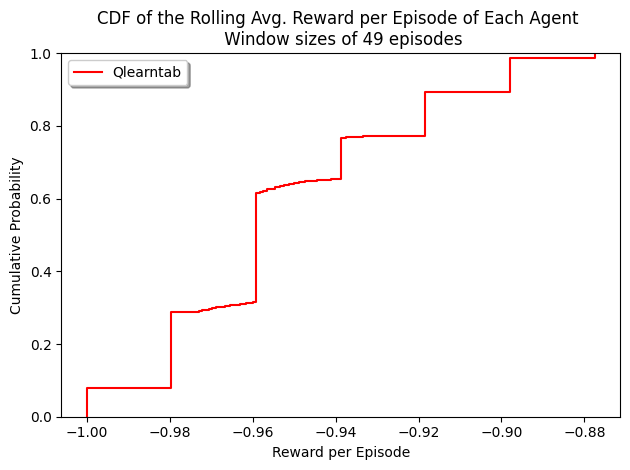 CDF of the Rolling Avg. Reward per Episode of Each Agent
Window sizes of 49 episodes
Qlearntab
Cumulative Probability
1.0
0.8
0.6
0.4
0.2
0.0
−1.00 −0.98 −0.96 −0.94 −0.92 −0.90 −0.88
Reward per Episode